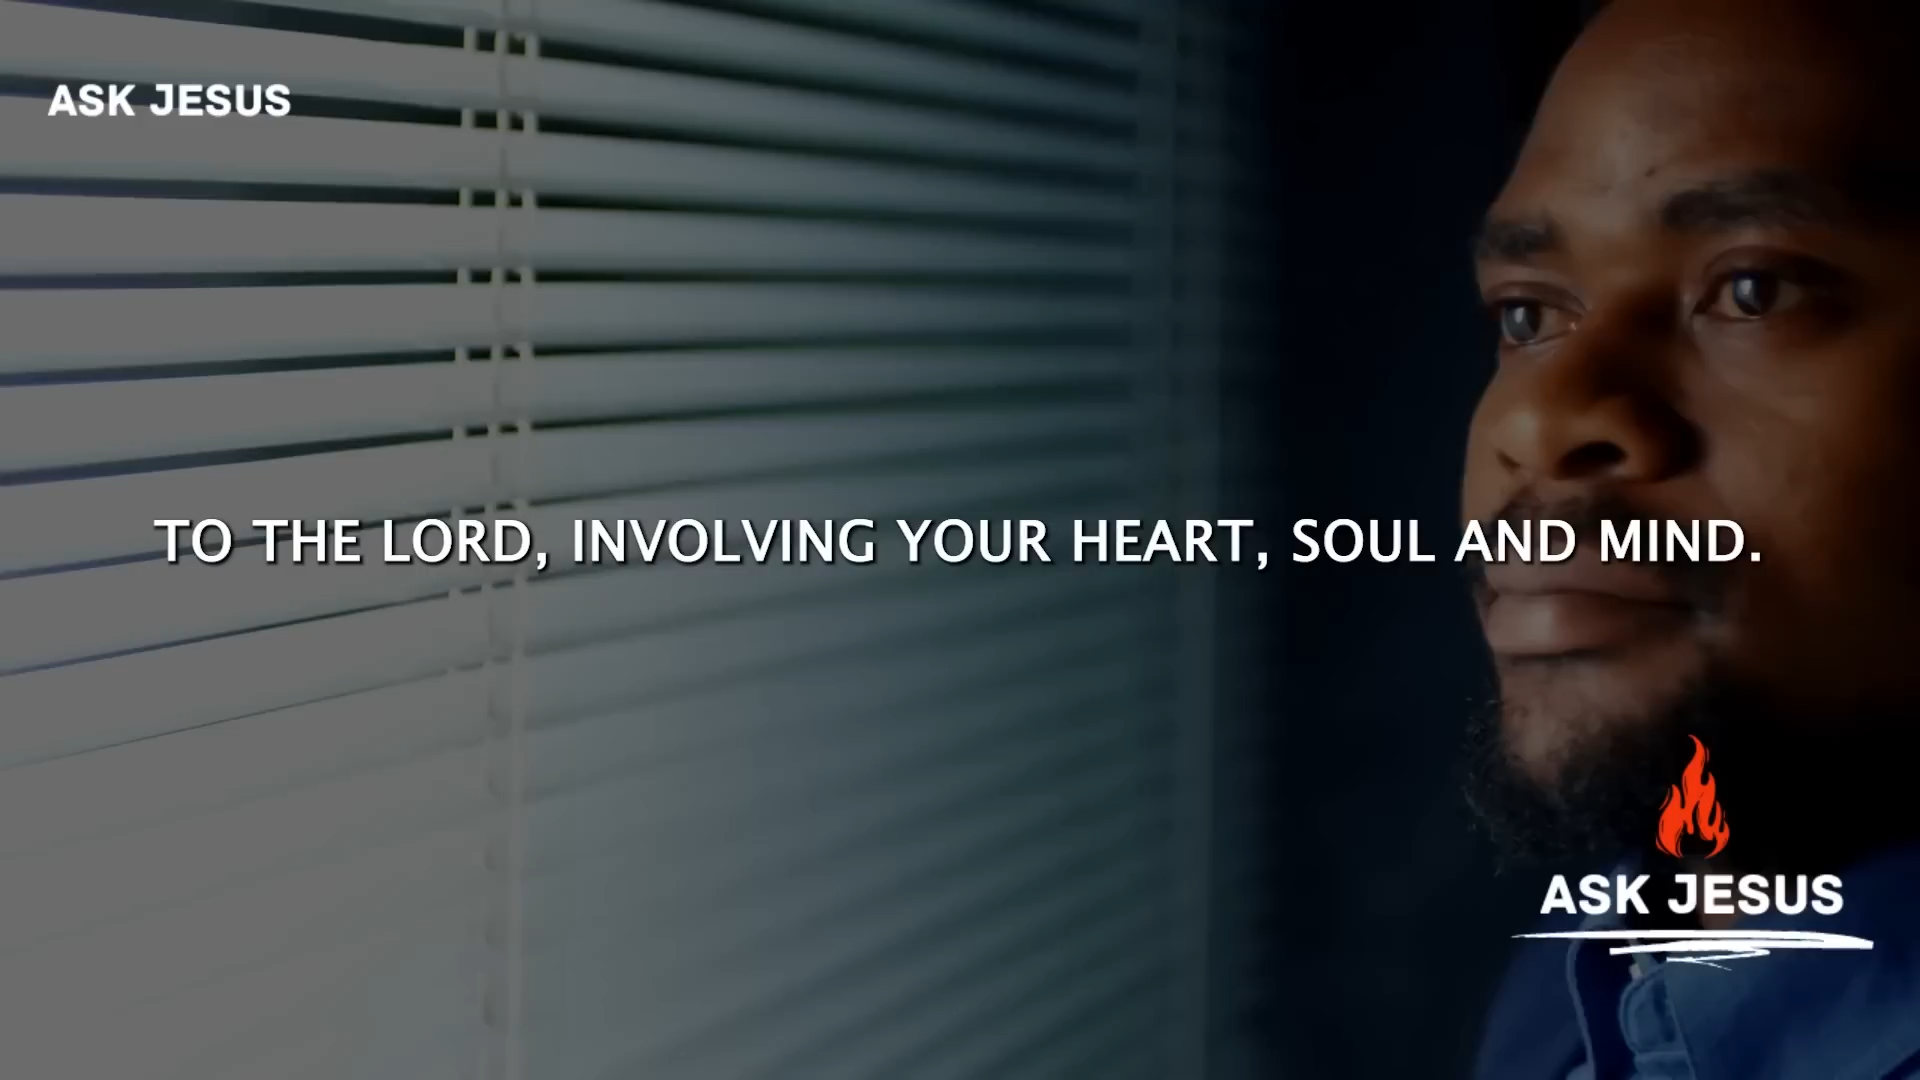 ASK JESUS
TO THE LORD, INVOLVING YOUR HEART, SOUL AND MIND.
ASK JESUS